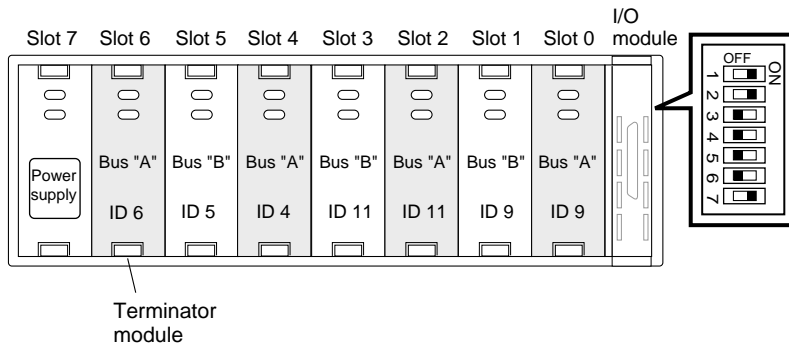 I/O
module
Slot 7 Slot 6 Slot 5 Slot 4 Slot 3 Slot 2 Slot 1 Slot 0
OFF
ON
1
2
3
4
5
6
7
Power
supply
Bus "A" Bus "B" Bus "A" Bus "B" Bus "A" Bus "B" Bus "A"
ID 6 ID 5 ID 4 ID 11 ID 11 ID 9 ID 9
Terminator
module